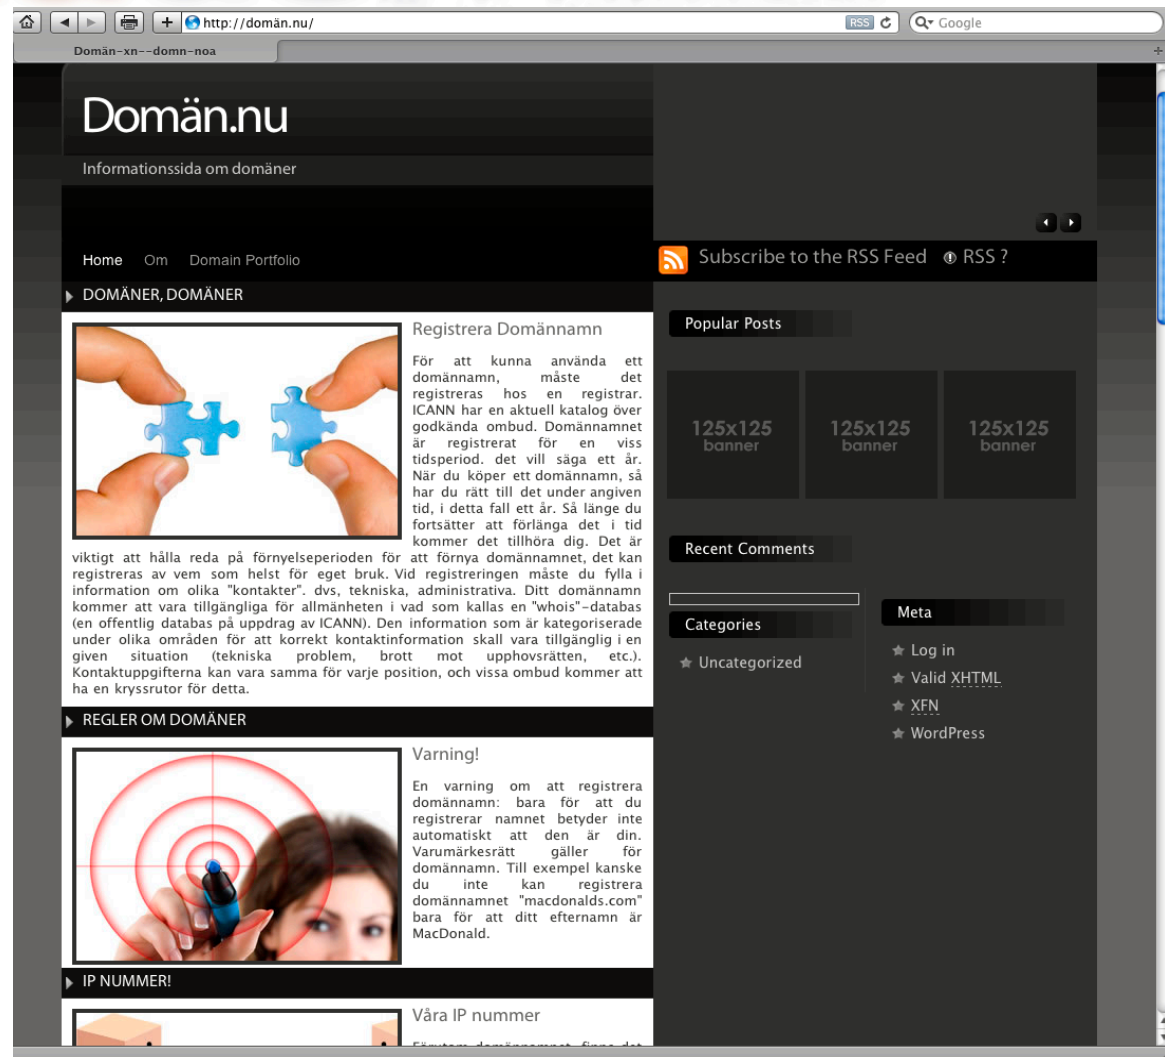 http://domän.nu/
RSS
Google
Domän-xn--domn-noa
Domän.nu
Informationssida om domäner
Home Om Domain Portfolio
Subscribe to the RSS Feed RSS ?
DOMÄNER, DOMÄNER
Registrera Domännamn
För att kunna använda ett
domännamn, måste det
registreras hos en registrar.
ICANN har en aktuell katalog över
godkända ombud. Domännamnet
är registrerat för en viss
tidsperiod. det vill säga ett år.
När du köper ett domännamn, så
har du rätt till det under angiven
tid, i detta fall ett år. Så länge du
fortsätter att förlänga det i tid
kommer det tillhöra dig. Det är
viktigt att hålla reda på förnyelseperioden för att förnya domännamnet, det kan
registreras av vem som helst för eget bruk. Vid registreringen måste du fylla i
information om olika "kontakter". dvs, tekniska, administrativa. Ditt domännamn
kommer att vara tillgängliga för allmänheten i vad som kallas en "whois"-databas
(en offentlig databas på uppdrag av ICANN). Den information som är kategoriserade
under olika områden för att korrekt kontaktinformation skall vara tillgänglig i en
given situation (tekniska problem, brott mot upphovsrätten, etc.).
Kontaktuppgifterna kan vara samma för varje position, och vissa ombud kommer att
ha en kryssrutor för detta.
REGLER OM DOMÄNER
Varning!
En varning om att registrera
domännamn: bara för att du
registrerar namnet betyder inte
automatiskt att den är din.
Varumärkesrätt gäller för
domännamn. Till exempel kanske
du inte kan registrera
domännamnet "macdonalds.com"
bara för att ditt efternamn är
MacDonald.
IP NUMMER!
Våra IP nummer
Förutom domännamnet, finns det
Popular Posts
125x125
banner
125x125
banner
125x125
banner
Recent Comments
Categories
Uncategorized
Meta
Log in
Valid XHTML
XFN
WordPress